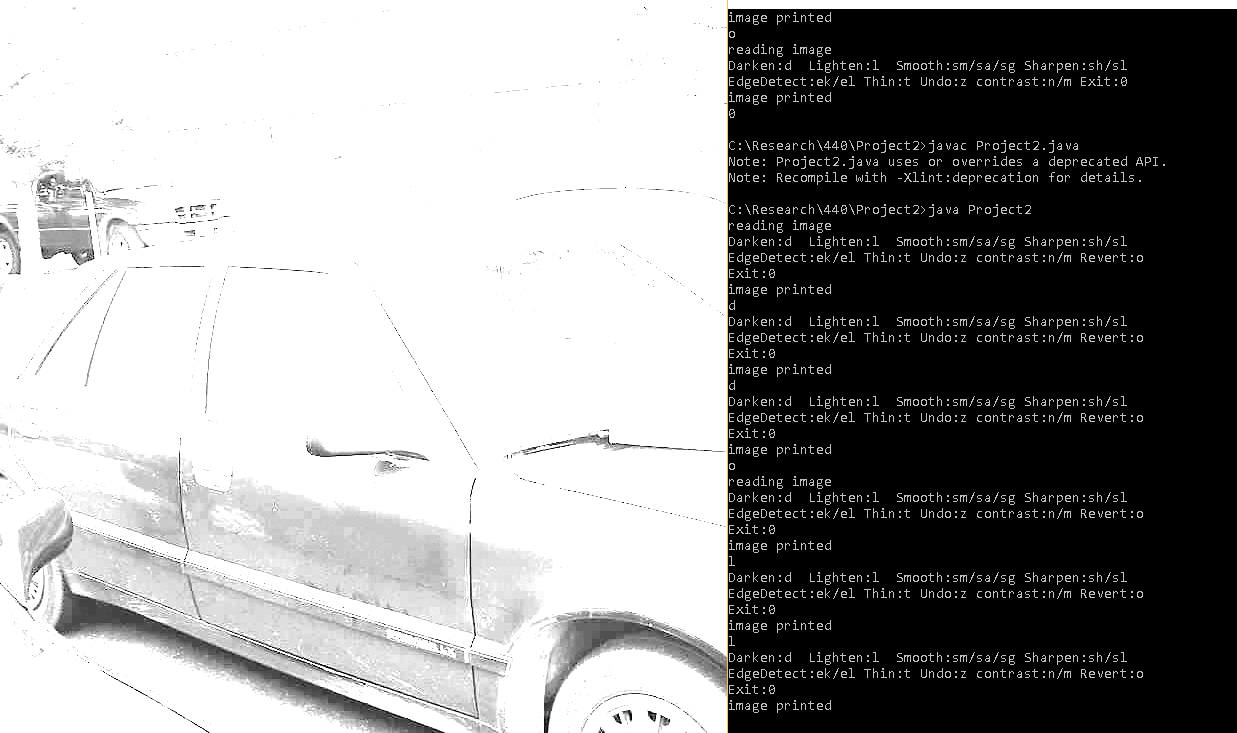 image printed
o
reading image
Darken:d  Lighten:l  Smooth:sm/sa/sg Sharpen:sh/sl
EdgeDetect:ek/el Thin:t Undo:z contrast:n/m Exit:0
image printed
0
C:\Research\440\Project2>javac Project2.java
Note: Project2.java uses or overrides a deprecated API.
Note: Recompile with -Xlint:deprecation for details.
C:\Research\440\Project2>java Project2
reading image
Darken:d  Lighten:l  Smooth:sm/sa/sg Sharpen:sh/sl
EdgeDetect:ek/el Thin:t Undo:z contrast:n/m Revert:o
Exit:0
image printed
d
Darken:d  Lighten:l  Smooth:sm/sa/sg Sharpen:sh/sl
EdgeDetect:ek/el Thin:t Undo:z contrast:n/m Revert:o
Exit:0
image printed
d
Darken:d  Lighten:l  Smooth:sm/sa/sg Sharpen:sh/sl
EdgeDetect:ek/el Thin:t Undo:z contrast:n/m Revert:o
Exit:0
image printed
o
reading image
Darken:d  Lighten:l  Smooth:sm/sa/sg Sharpen:sh/sl
EdgeDetect:ek/el Thin:t Undo:z contrast:n/m Revert:o
Exit:0
image printed
l
Darken:d  Lighten:l  Smooth:sm/sa/sg Sharpen:sh/sl
EdgeDetect:ek/el Thin:t Undo:z contrast:n/m Revert:o
Exit:0
image printed
l
Darken:d  Lighten:l  Smooth:sm/sa/sg Sharpen:sh/sl
EdgeDetect:ek/el Thin:t Undo:z contrast:n/m Revert:o
Exit:0
image printed